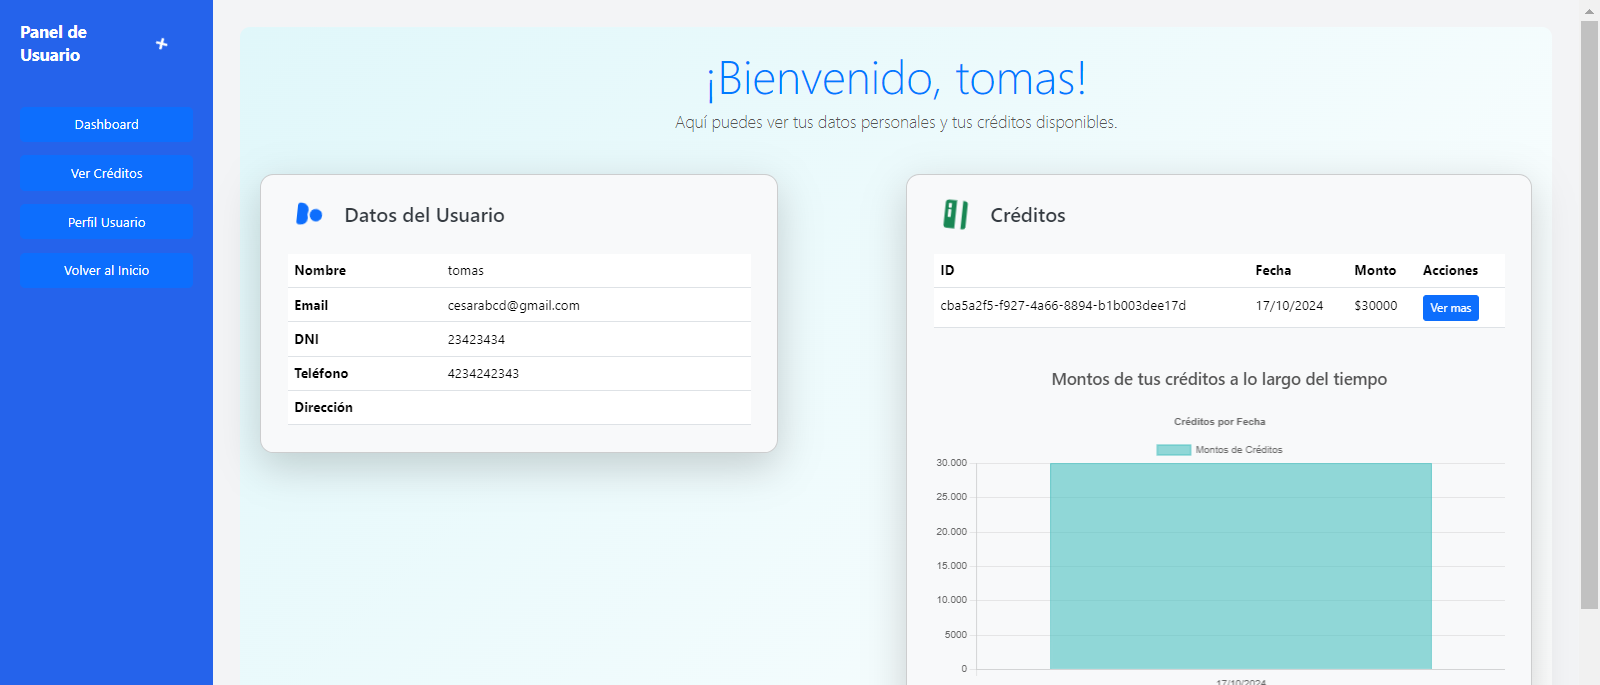 Panel de
Usuario
Dashboard
Ver Créditos
Perfil Usuario
Volver al Inicio
¡Bienvenido, tomas!
Aquí puedes ver tus datos personales y tus créditos disponibles.
Datos del Usuario
Nombre tomas
Email cesarabcd@gmail.com
DNI 23423434
Teléfono 4234242343
Dirección
Créditos
ID Fecha Monto Acciones
cba5a2f5-f927-4a66-8894-b1b003dee17d 17/10/2024 $30000 Ver mas
Montos de tus créditos a lo largo del tiempo
Créditos por Fecha
Montos de Créditos
30.000
25.000
20.000
15.000
10.000
5000
0
17/10/2024